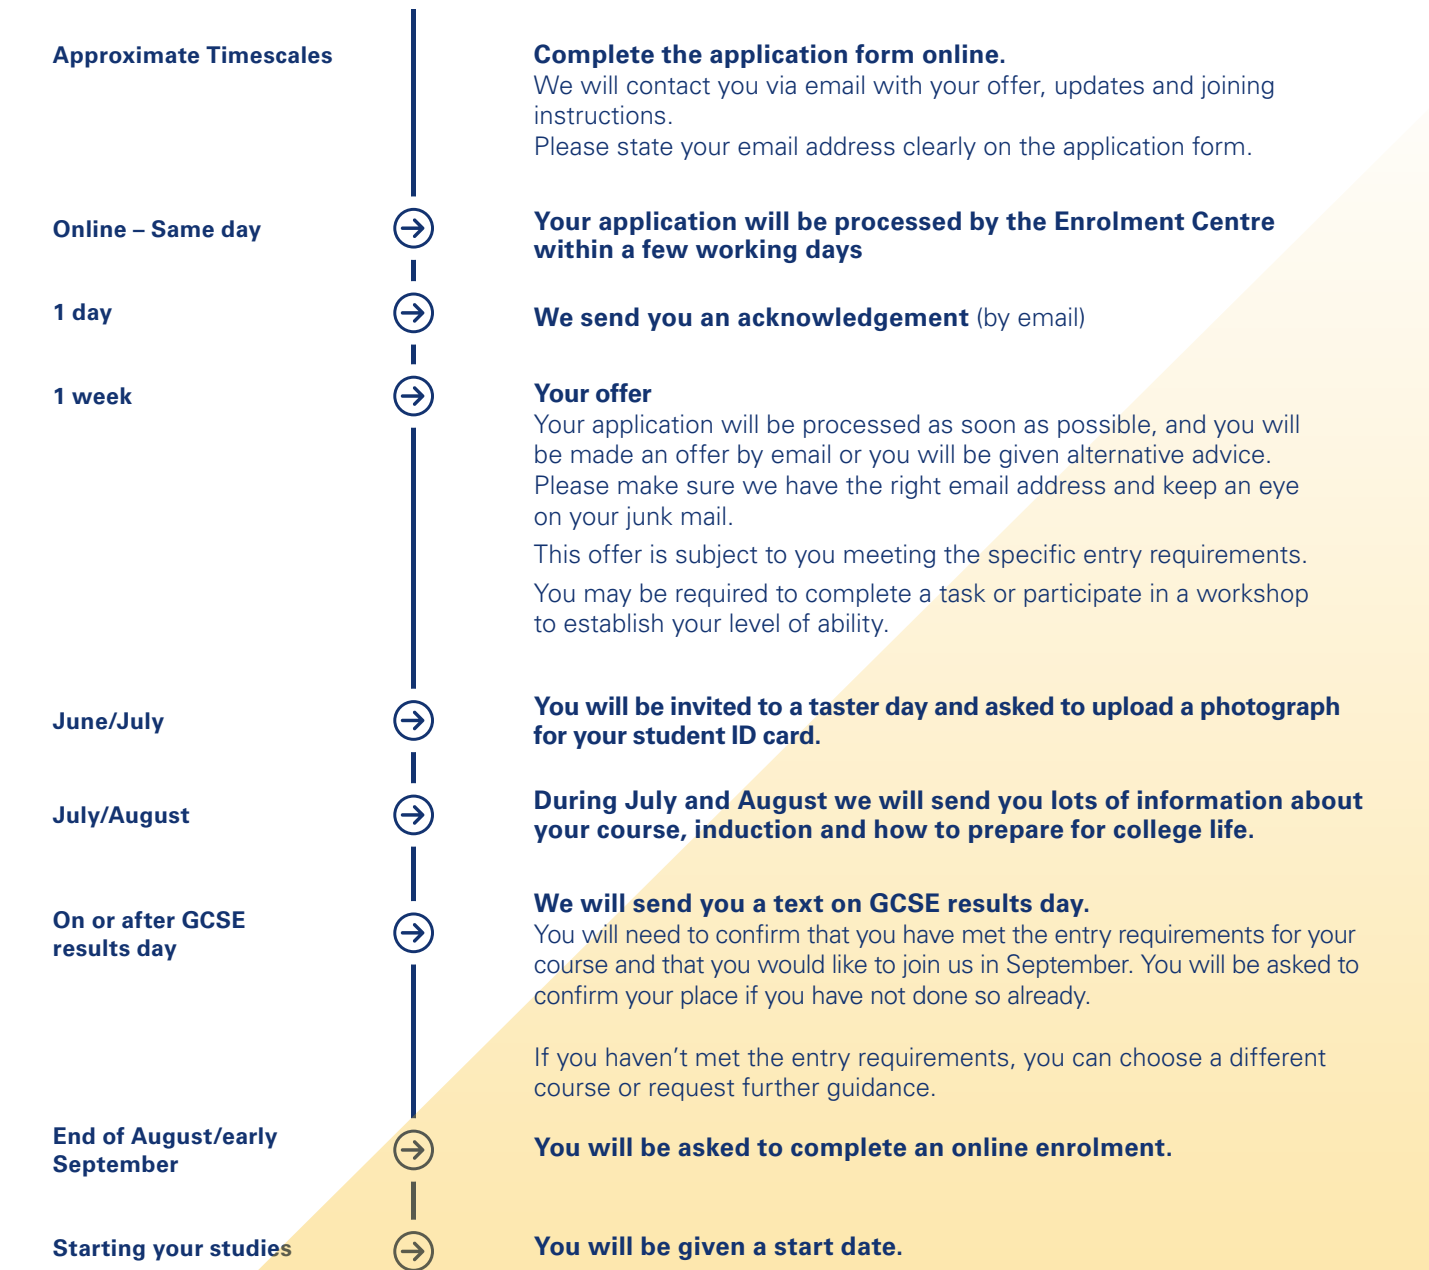 Approximate Timescales
Complete the application form online.
We will contact you via email with your offer, updates and joining
instructions.
Please state your email address clearly on the application form.
Online – Same day
Your application will be processed by the Enrolment Centre
within a few working days
1 day
We send you an acknowledgement (by email)
1 week
Your offer
Your application will be processed as soon as possible, and you will
be made an offer by email or you will be given alternative advice.
Please make sure we have the right email address and keep an eye
on your junk mail.
This offer is subject to you meeting the specific entry requirements.
You may be required to complete a task or participate in a workshop
to establish your level of ability.
June/July
You will be invited to a taster day and asked to upload a photograph
for your student ID card.
July/August
During July and August we will send you lots of information about
your course, induction and how to prepare for college life.
On or after GCSE
results day
We will send you a text on GCSE results day.
You will need to confirm that you have met the entry requirements for your
course and that you would like to join us in September. You will be asked to
confirm your place if you have not done so already.
If you haven’t met the entry requirements, you can choose a different
course or request further guidance.
End of August/early
September
You will be asked to complete an online enrolment.
Starting your studies
You will be given a start date.